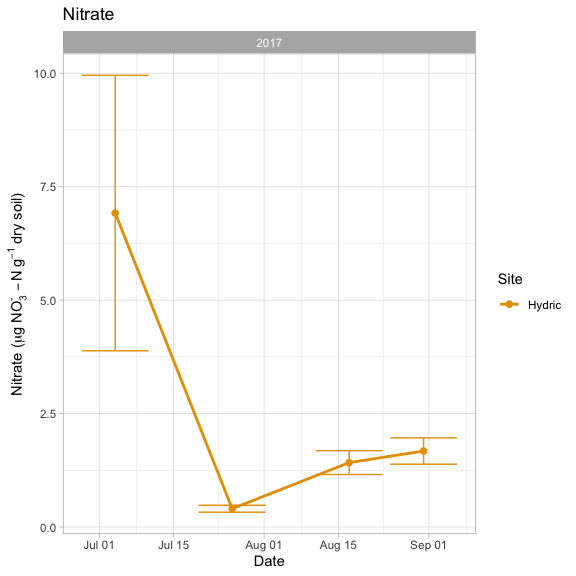 Nitrate
2017
10.0
7.5
5.0
2.5
0.0
Nitrate (μg NO₃⁻ − N g⁻¹ dry soil)
Jul 01
Jul 15
Aug 01
Aug 15
Sep 01
Date
Site
Hydric